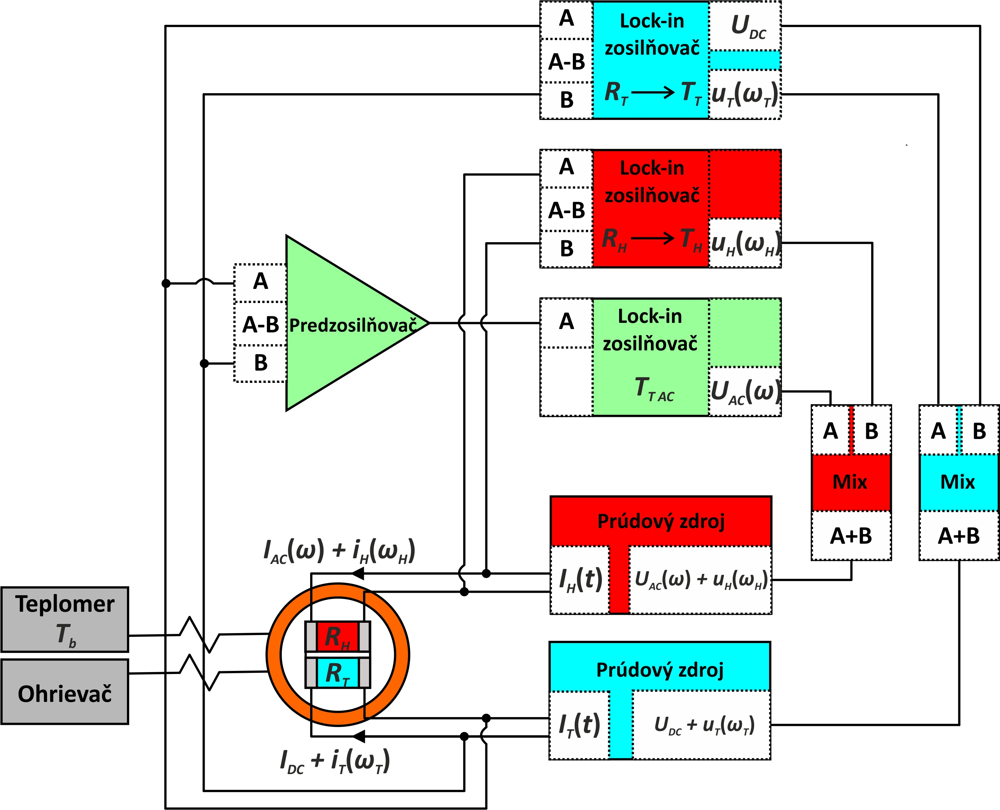 A
A-B
B
Lock-in
zosilňovač
R_T → T_T
U_DC
u_T(ω_T)
A
A-B
B
Lock-in
zosilňovač
R_H → T_H
u_H(ω_H)
A
A-B
B
Predzosilňovač
A
Lock-in
zosilňovač
T_T AC
U_AC(ω)
A B
Mix
A+B
A B
Mix
A+B
Prúdový zdroj
I_H(t)
U_AC(ω) + u_H(ω_H)
I_AC(ω) + i_H(ω_H)
Teplomer
T_b
Ohrievač
R_H
R_T
Prúdový zdroj
I_T(t)
U_DC + u_T(ω_T)
I_DC + i_T(ω_T)